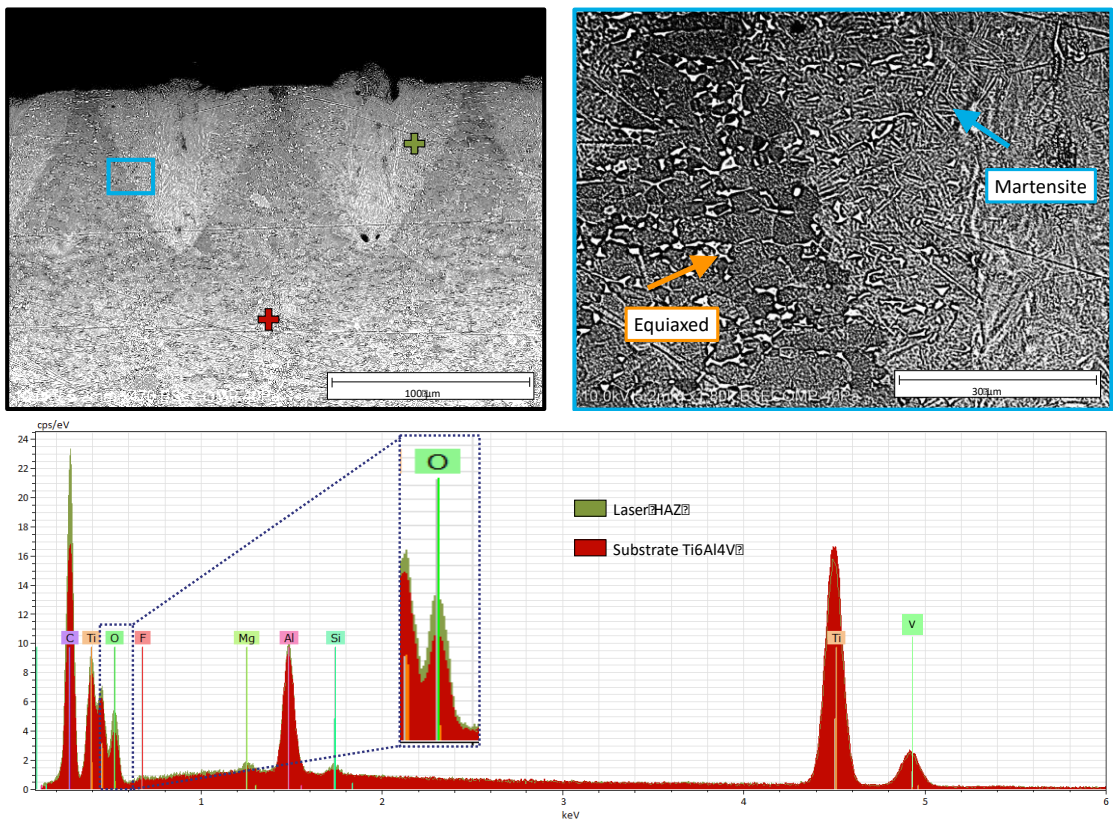 100 µm
Martensite
Equiaxed
30 µm
cps/eV
24
22
20
18
16
14
12
10
8
6
4
2
0
O
Laser HAZ
Substrate Ti6Al4V
C Ti O F Mg Al Si Ti V
1 2 3 4 5 6
keV